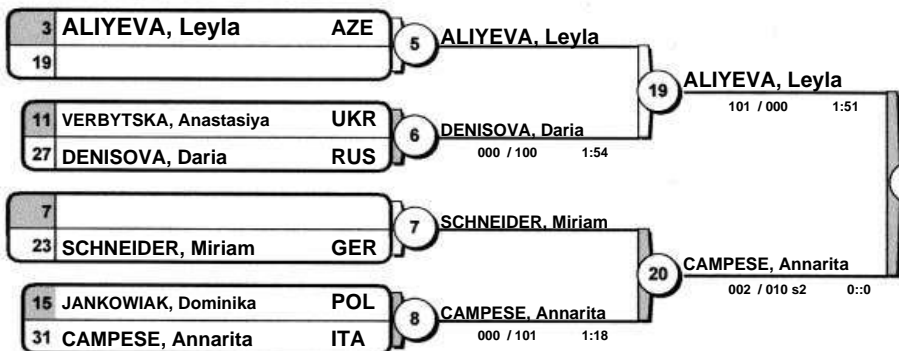 3 ALIYEVA, Leyla AZE
19
5 ALIYEVA, Leyla
11 VERBYTSKA, Anastasiya UKR
27 DENISOVA, Daria RUS
6 DENISOVA, Daria
000 / 100 1:54
19 ALIYEVA, Leyla
101 / 000 1:51
7
23 SCHNEIDER, Miriam GER
7 SCHNEIDER, Miriam
15 JANKOWIAK, Dominika POL
31 CAMPESE, Annarita ITA
8 CAMPESE, Annarita
000 / 101 1:18
20 CAMPESE, Annarita
002 / 010 s2 0::0